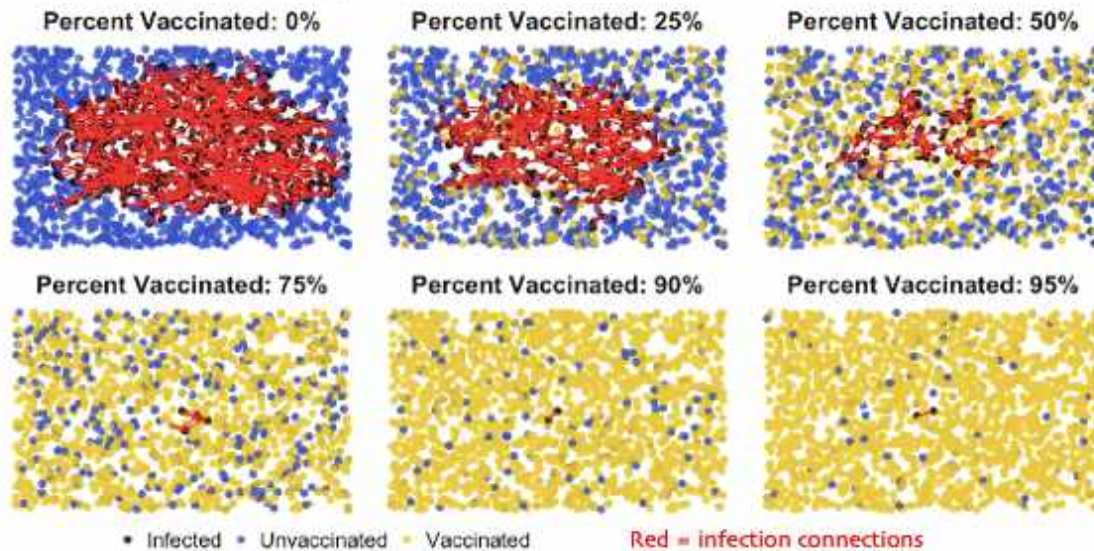 Percent Vaccinated: 0%
Percent Vaccinated: 25%
Percent Vaccinated: 50%
Percent Vaccinated: 75%
Percent Vaccinated: 90%
Percent Vaccinated: 95%
Infected Unvaccinated Vaccinated Red = infection connections